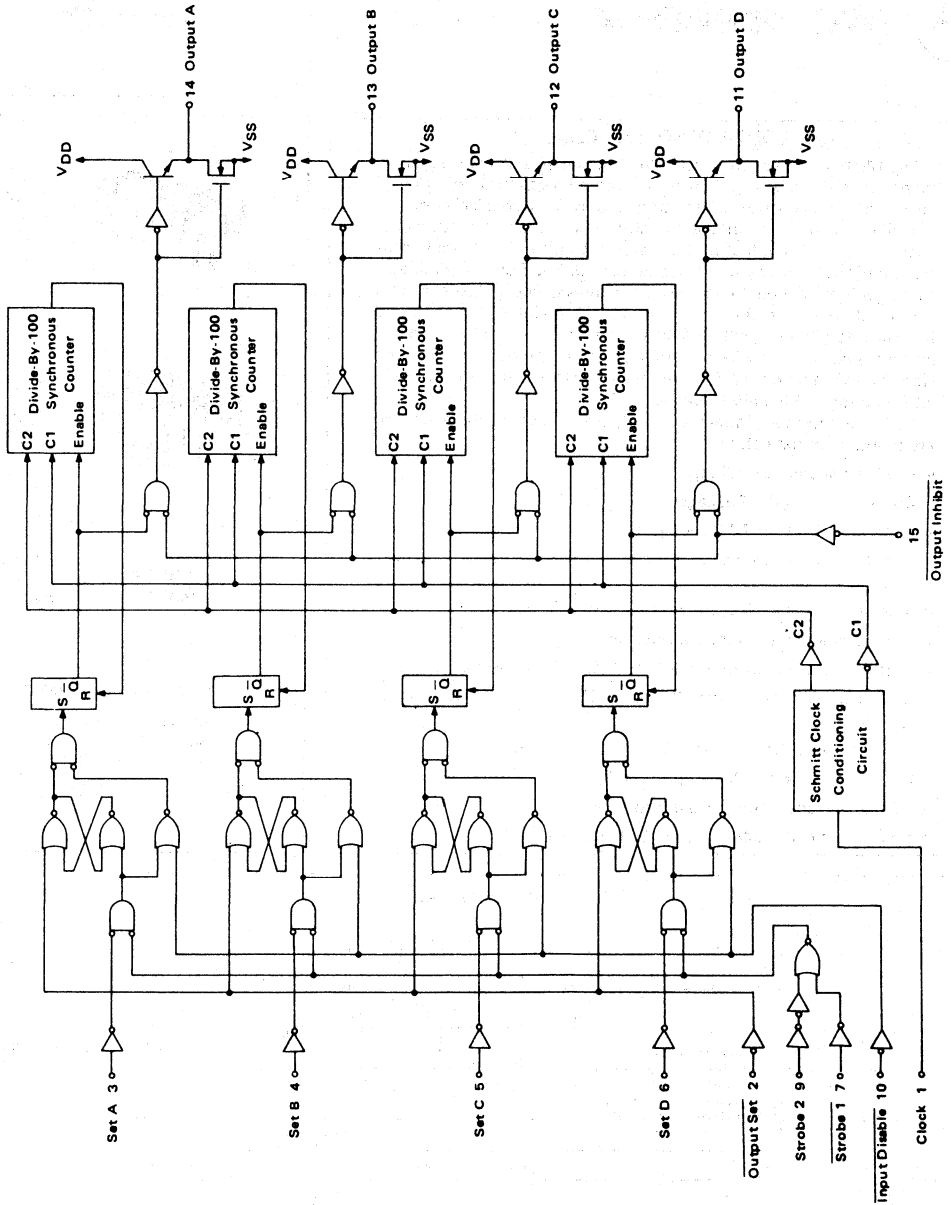 VDD
14 Output A
VSS
VDD
13 Output B
VSS
VDD
12 Output C
VSS
VDD
11 Output D
VSS
C2
C1
Enable
Divide-By-100
Synchronous
Counter
C2
C1
Enable
Divide-By-100
Synchronous
Counter
C2
C1
Enable
Divide-By-100
Synchronous
Counter
C2
C1
Enable
Divide-By-100
Synchronous
Counter
15
Output Inhibit
S Q
R
S Q
R
S Q
R
S Q
R
C2
C1
Schmitt Clock
Conditioning
Circuit
Set A 3
Set B 4
Set C 5
Set D 6
Output Set 2
Strobe 2 9
Strobe 1 7
Input Disable 10
Clock 1